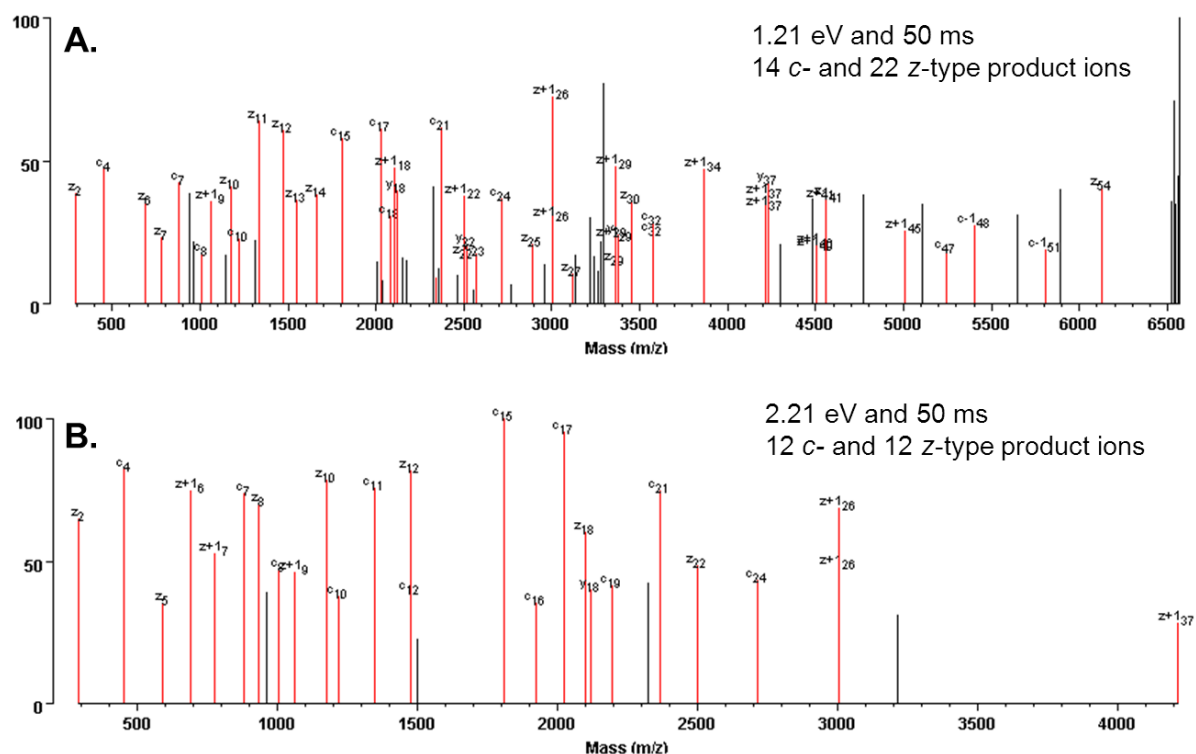 A.
1.21 eV and 50 ms
14 c- and 22 z-type product ions
100
50
0
z2
c4
z6
z7
c7
c8
z+19
z10
c10
z11
z12
z13
z14
c15
c17
z+118
y18
c18
c21
z+122
y22
c24
z25
z+126
z+126
z27
z+129
z29
z30
c32
c32
z+134
y37
z+137
z+137
z+145
c47
c-148
c-151
z54
500 1000 1500 2000 2500 3000 3500 4000 4500 5000 5500 6000 6500
Mass (m/z)
B.
2.21 eV and 50 ms
12 c- and 12 z-type product ions
100
50
0
z2
c4
z5
z+16
z+17
c7
z8
z+19
z10
c10
c11
z12
c12
c15
c16
c17
z18
y18
c19
c21
z22
c24
z+126
z+126
z+137
500 1000 1500 2000 2500 3000 3500 4000
Mass (m/z)